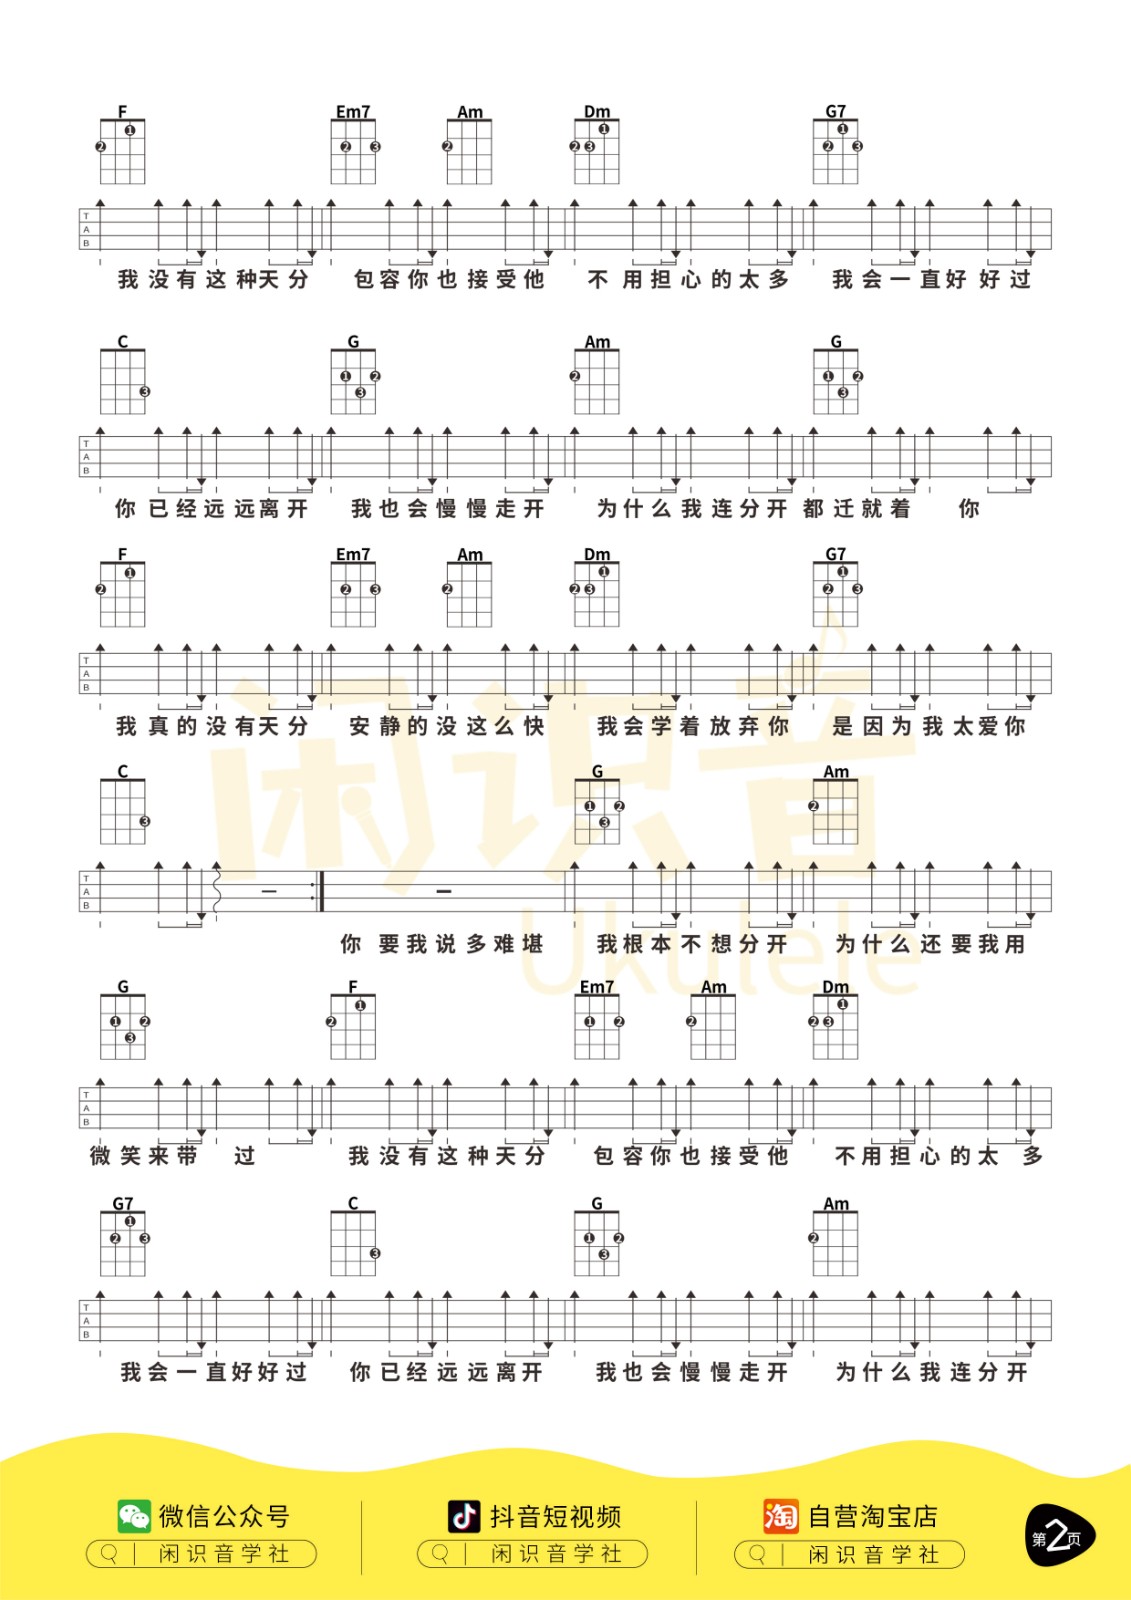 F Em7 Am Dm G7
我没有这种天分 包容你也接受他 不用担心的太多 我会一直好好过
C G Am G
你已经远远离开 我也会慢慢走开 为什么我连分开都迁就着 你
F Em7 Am Dm G7
我真的没有天分 安静的没这么快 我会学着放弃你 是因为我太爱你
C G Am
你要我说多难堪 我根本不想分开 为什么还要我用
G F Em7 Am Dm
微笑来带 过 我没有这种天分 包容你也接受他 不用担心的太多
G7 C G Am
我会一直好好过 你已经远远离开 我也会慢慢走开 为什么我连分开
闲识音
Ukulele
微信公众号 抖音短视频 淘 自营淘宝店
闲识音学社 闲识音学社 闲识音学社
第2页